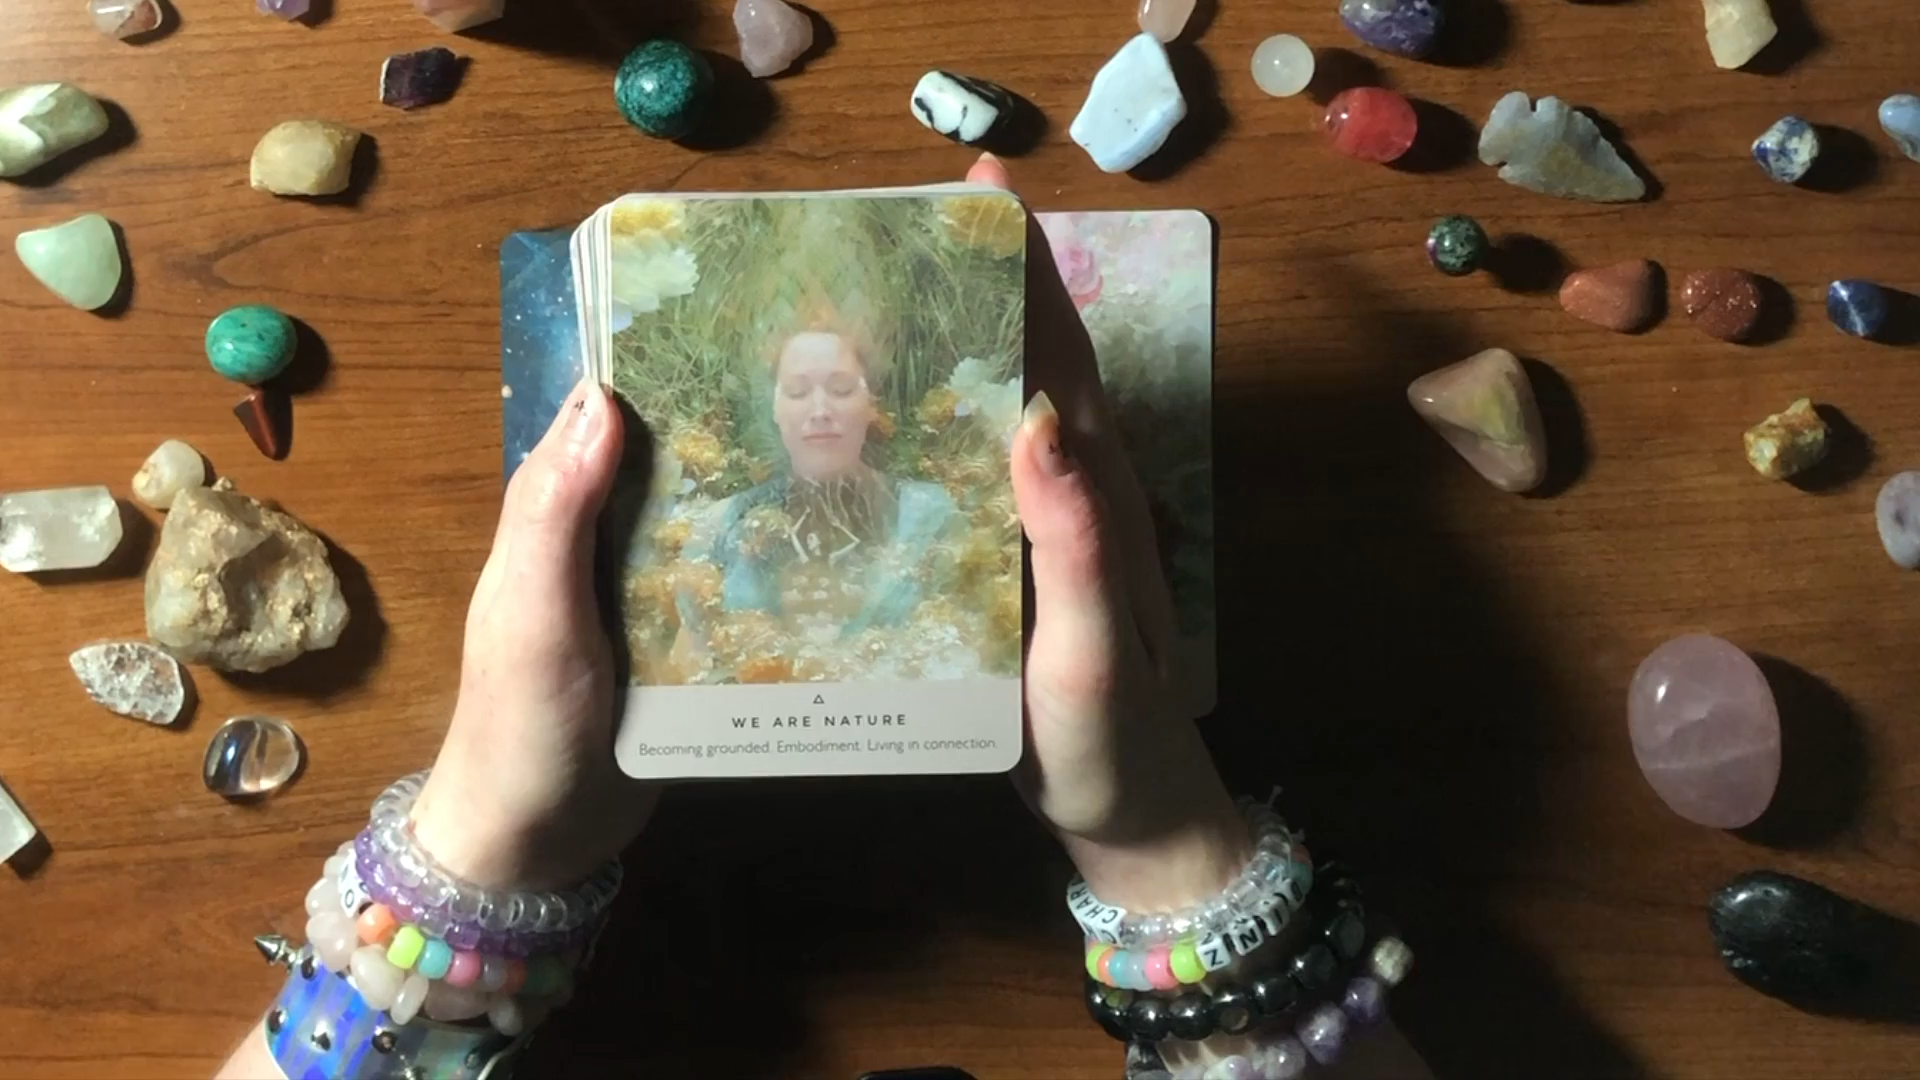 WE ARE NATURE
Becoming grounded. Embodiment. Living in connection.